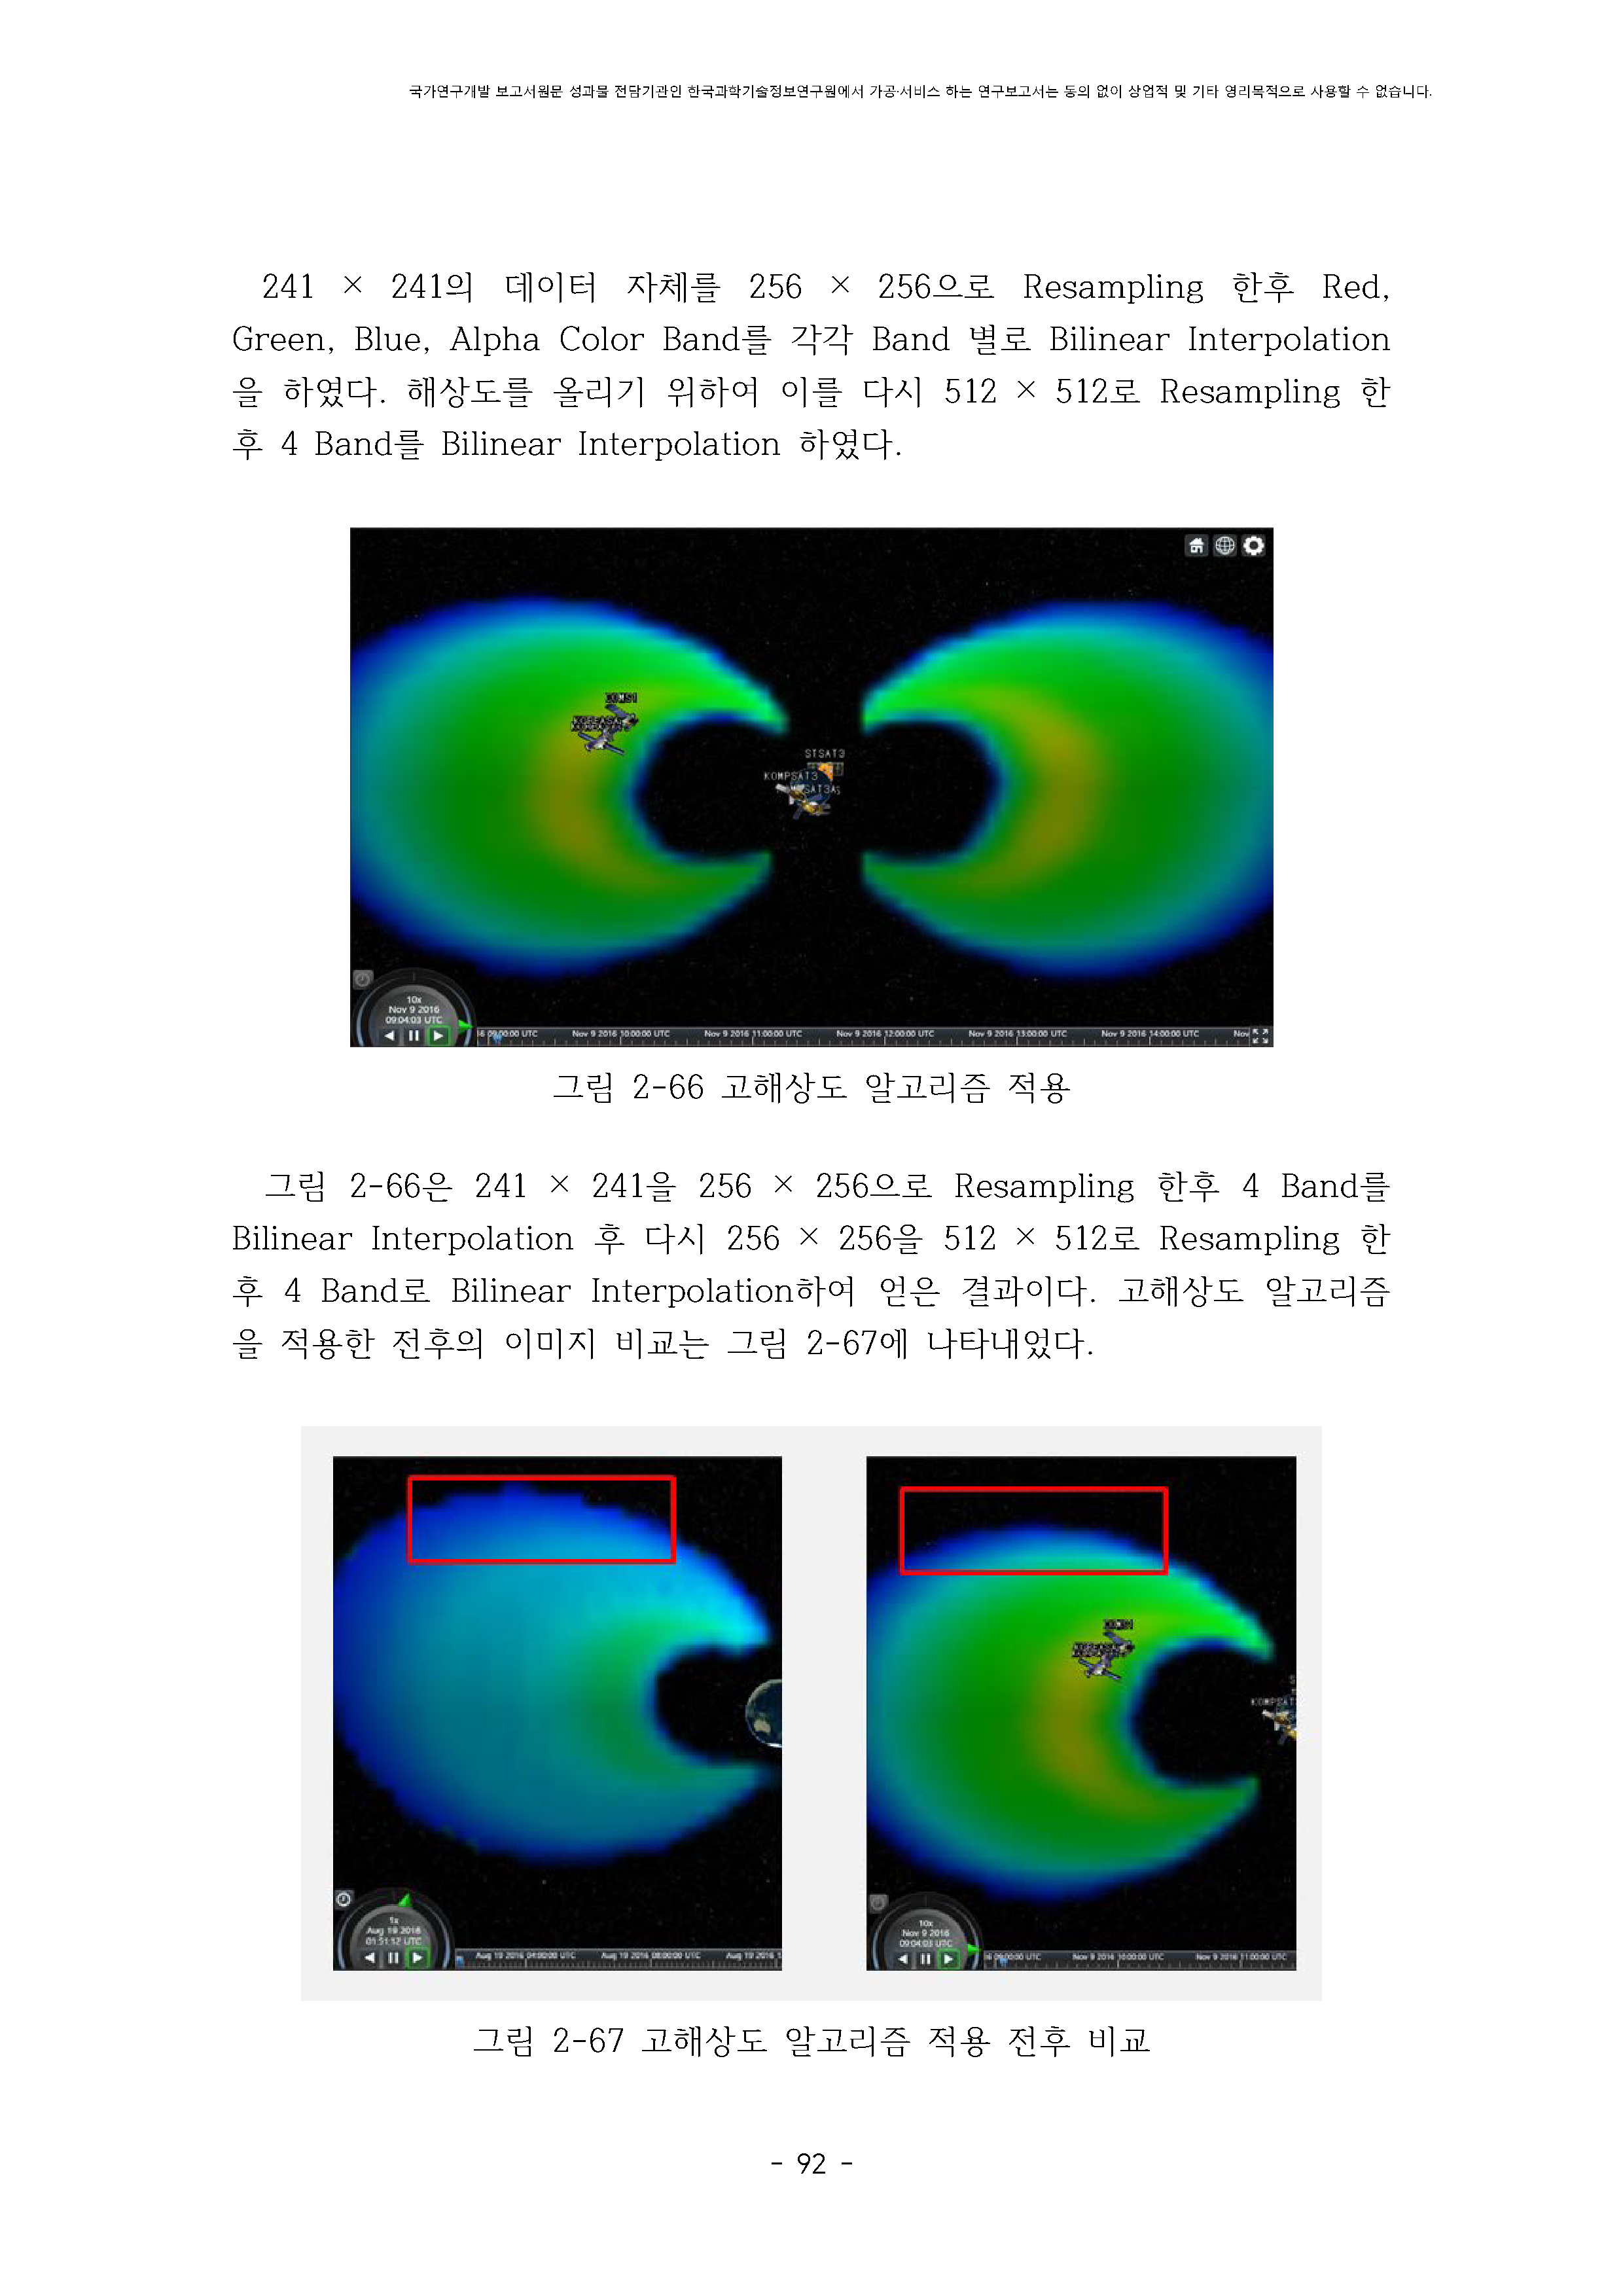 국가연구개발 보고서원문 성과물 전담기관인 한국과학기술정보연구원에서 가공·서비스 하는 연구보고서는 동의 없이 상업적 및 기타 영리목적으로 사용할 수 없습니다.
241 × 241의 데이터 자체를 256 × 256으로 Resampling 한후 Red,
Green, Blue, Alpha Color Band를 각각 Band 별로 Bilinear Interpolation
을 하였다. 해상도를 올리기 위하여 이를 다시 512 × 512로 Resampling 한
후 4 Band를 Bilinear Interpolation 하였다.
COMS1
STSAT3
KOMPSAT3
10x
Nov 9 2016
09:04:03 UTC
16 09:00:00 UTC Nov 9 2016 10:00:00 UTC Nov 9 2016 11:00:00 UTC Nov 9 2016 12:00:00 UTC Nov 9 2016 13:00:00 UTC Nov 9 2016 14:00:00 UTC Nov
그림 2-66 고해상도 알고리즘 적용
그림 2-66은 241 × 241을 256 × 256으로 Resampling 한후 4 Band를
Bilinear Interpolation 후 다시 256 × 256을 512 × 512로 Resampling 한
후 4 Band로 Bilinear Interpolation하여 얻은 결과이다. 고해상도 알고리즘
을 적용한 전후의 이미지 비교는 그림 2-67에 나타내었다.
1x
Aug 19 2016
01:51:12 UTC
Aug 19 2016 04:00:00 UTC Aug 19 2016 08:00:00 UTC Aug 19 2016 1
COMS1
KOMPSAT
10x
Nov 9 2016
09:04:03 UTC
16 09:00:00 UTC Nov 9 2016 10:00:00 UTC Nov 9 2016 11:00:00 UTC
그림 2-67 고해상도 알고리즘 적용 전후 비교
- 92 -